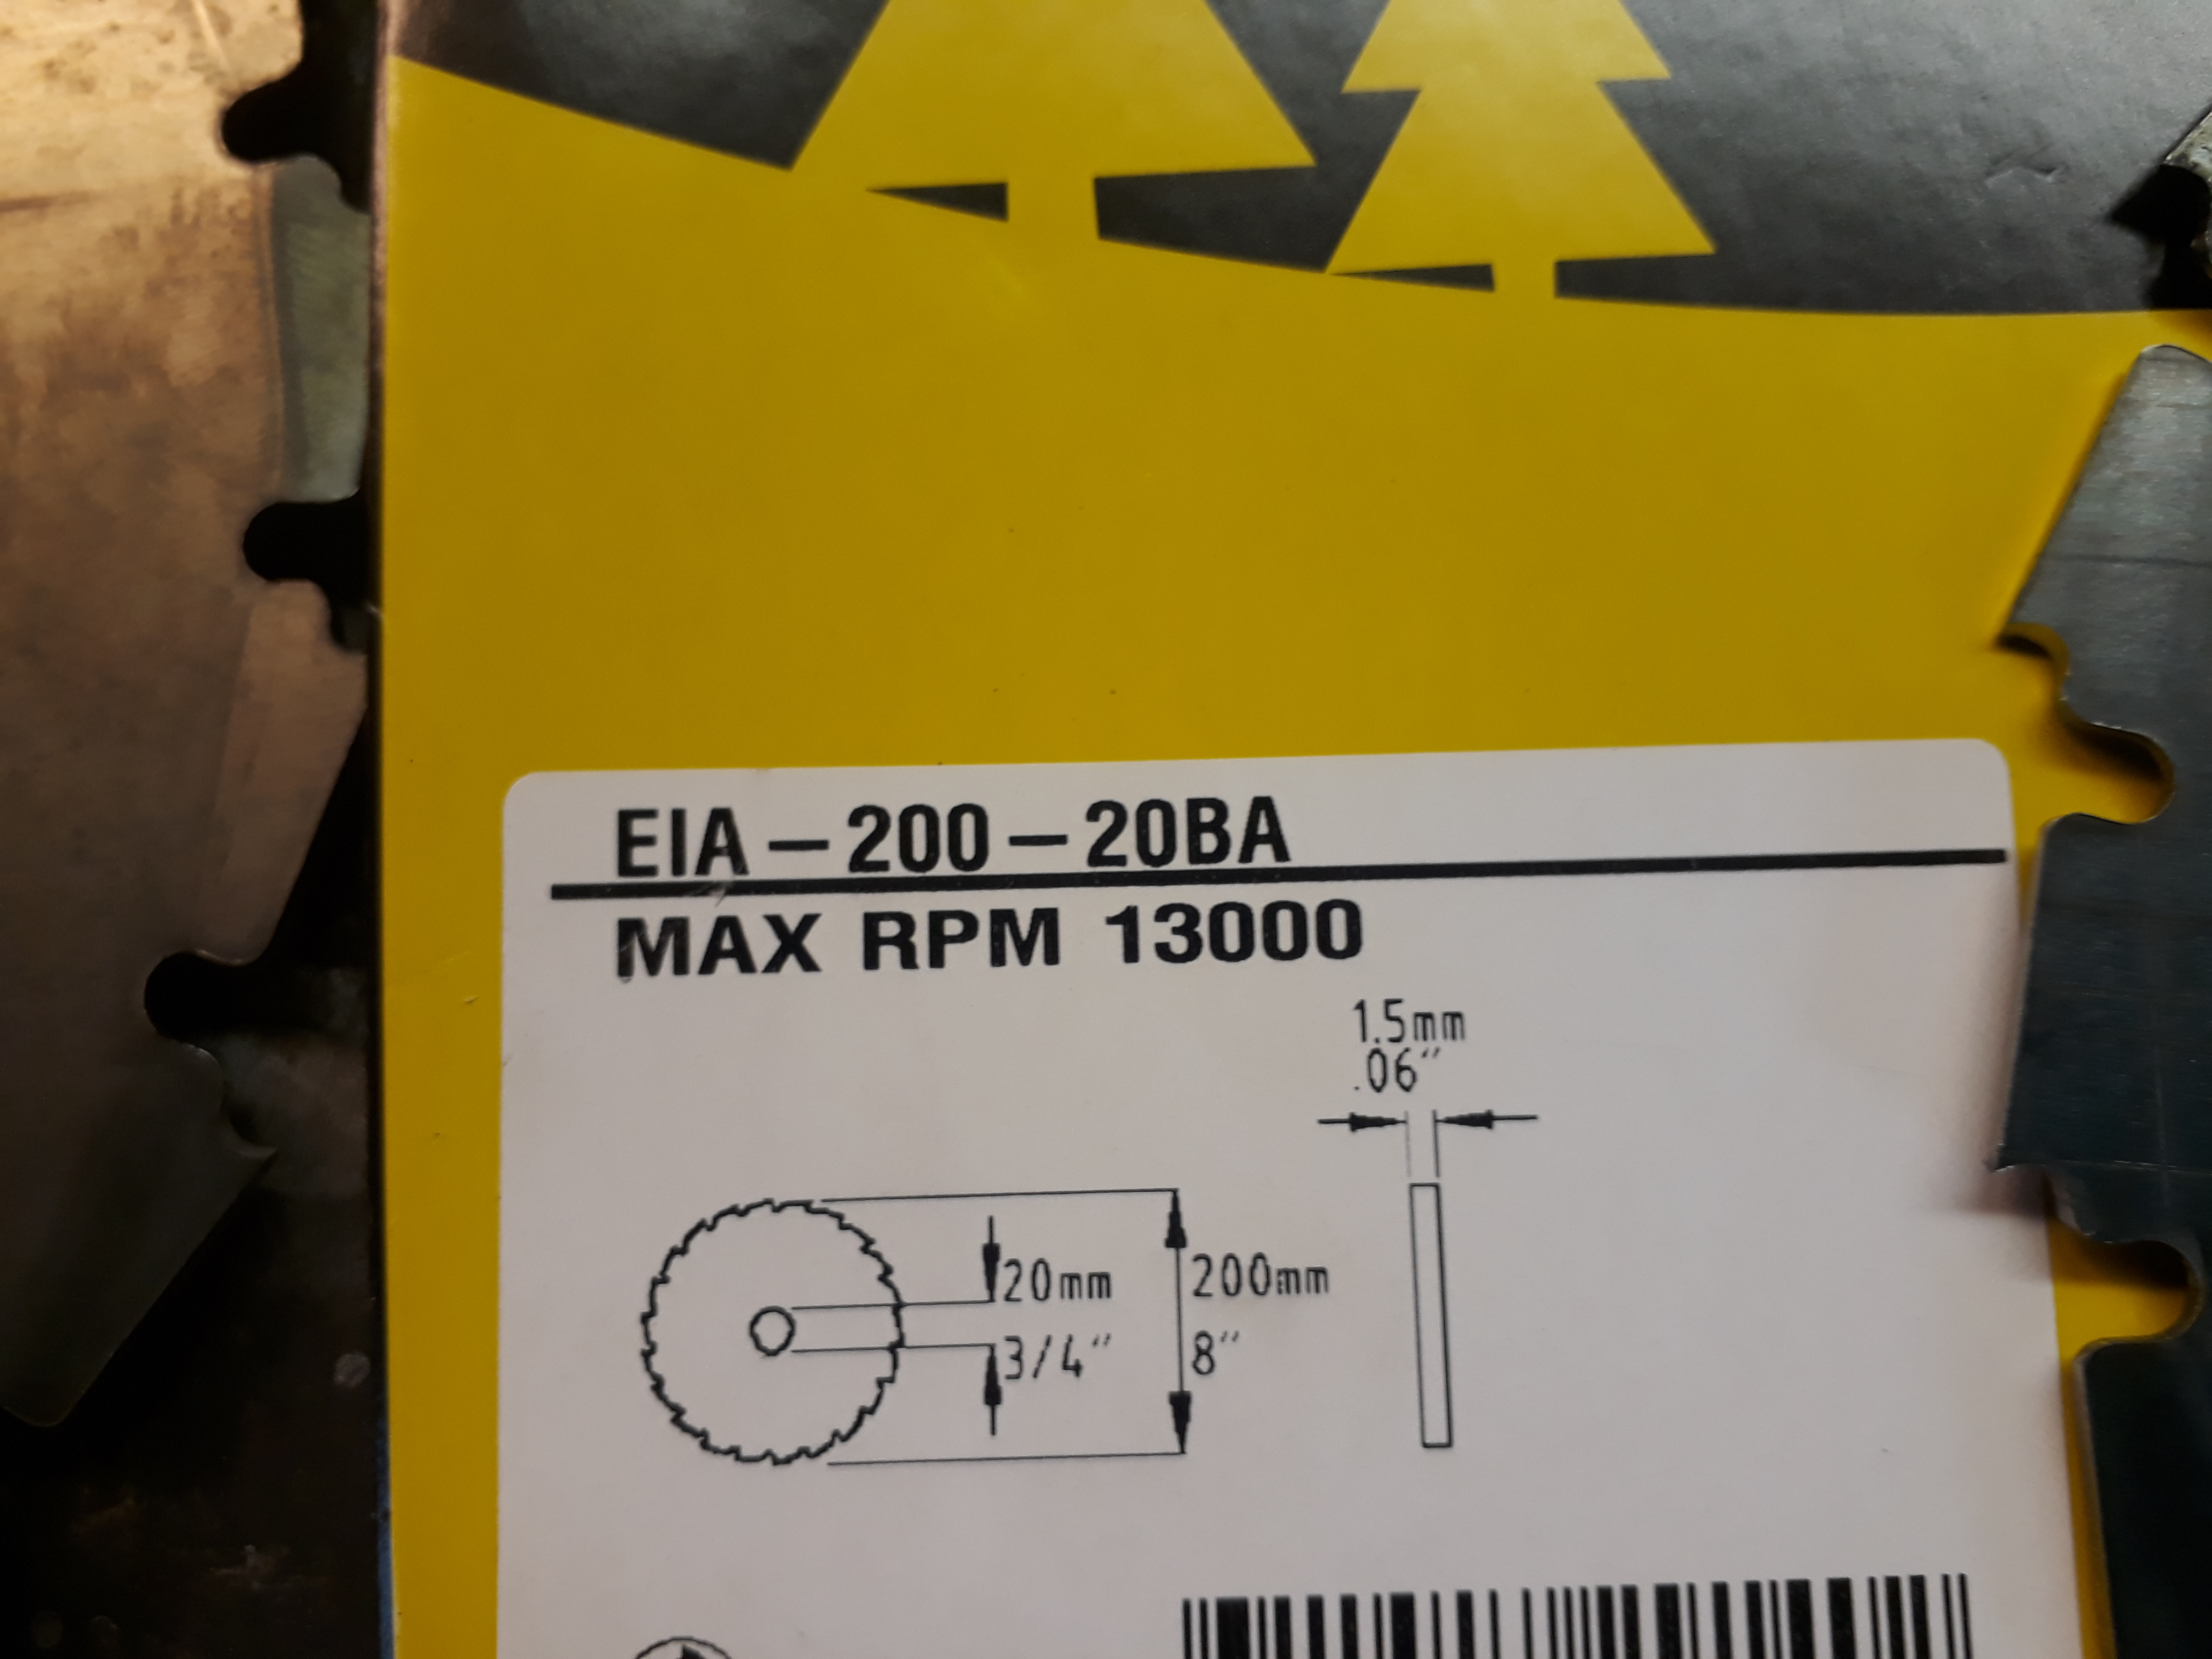 EIA-200-20BA
MAX RPM 13000
1.5mm
.06"
20mm
3/4"
200mm
8"